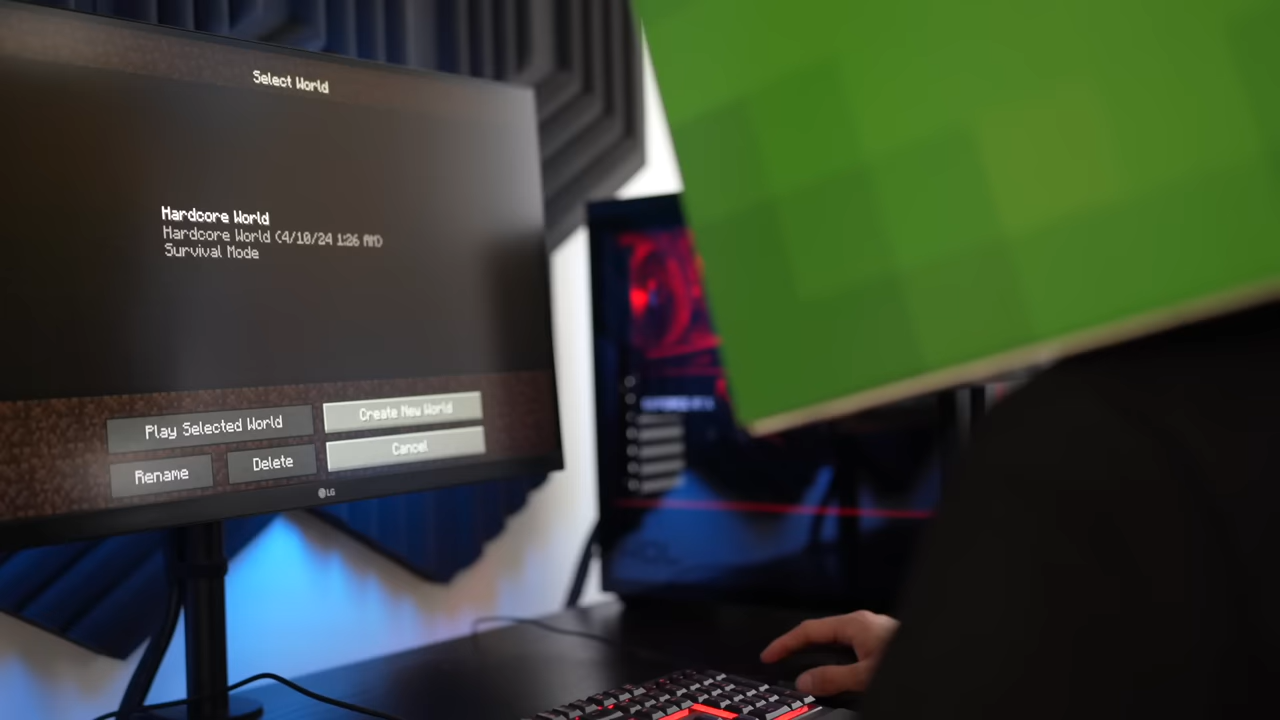 Select World
Hardcore World
Hardcore World (4/10/24 1:26 AM)
Survival Mode
Play Selected World
Create New World
Rename
Delete
Cancel
LG